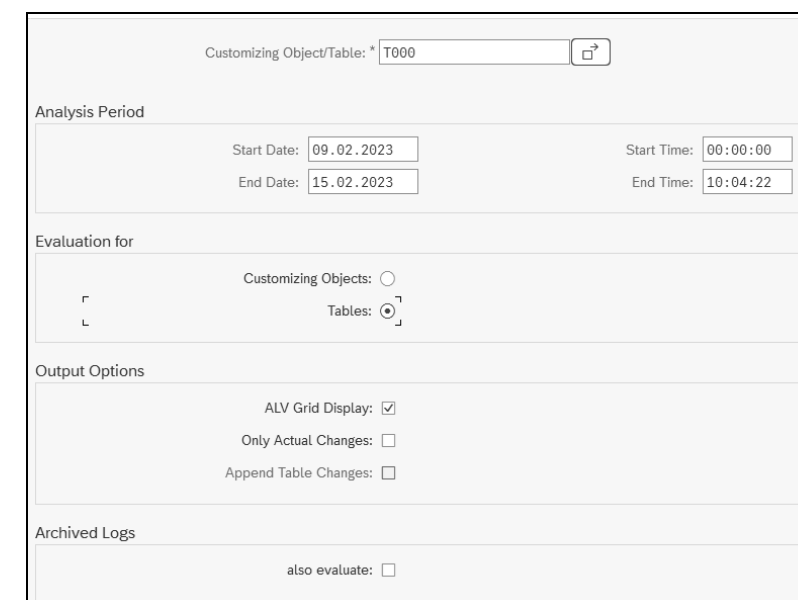 Customizing Object/Table: * T000
Analysis Period
Start Date: 09.02.2023 Start Time: 00:00:00
End Date: 15.02.2023 End Time: 10:04:22
Evaluation for
Customizing Objects:
Tables:
Output Options
ALV Grid Display:
Only Actual Changes:
Append Table Changes:
Archived Logs
also evaluate: